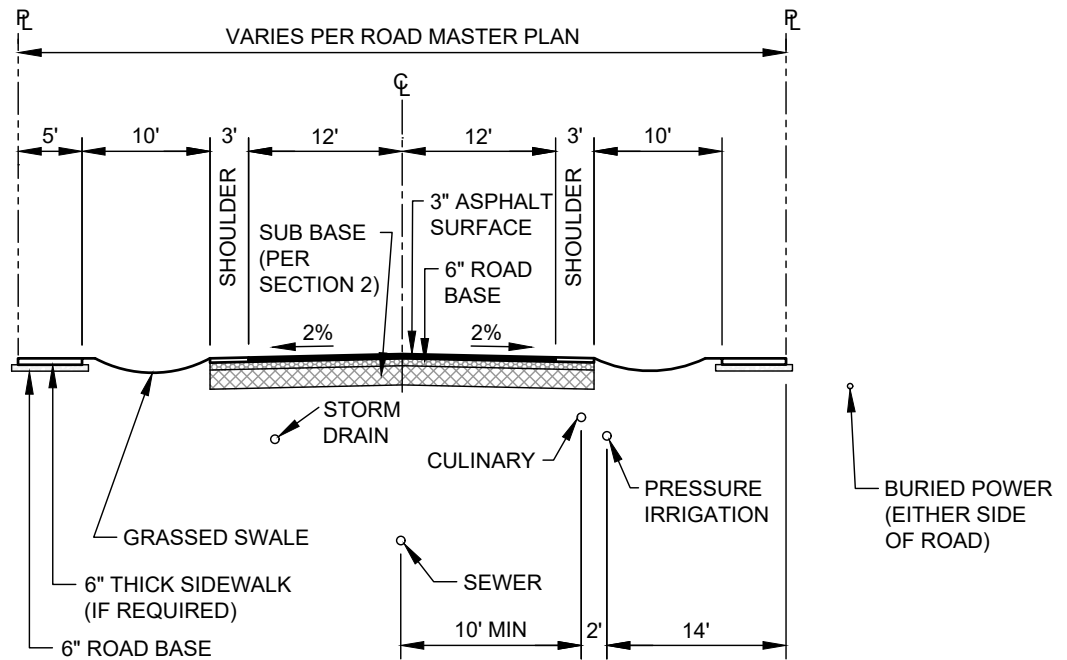 PL
PL
VARIES PER ROAD MASTER PLAN
CL
5'
10'
3'
12'
12'
3'
10'
SHOULDER
SHOULDER
3" ASPHALT
SURFACE
SUB BASE
(PER
SECTION 2)
6" ROAD
BASE
2%
2%
STORM
DRAIN
CULINARY
PRESSURE
IRRIGATION
BURIED POWER
(EITHER SIDE
OF ROAD)
GRASSED SWALE
SEWER
6" THICK SIDEWALK
(IF REQUIRED)
6" ROAD BASE
10' MIN
2'
14'